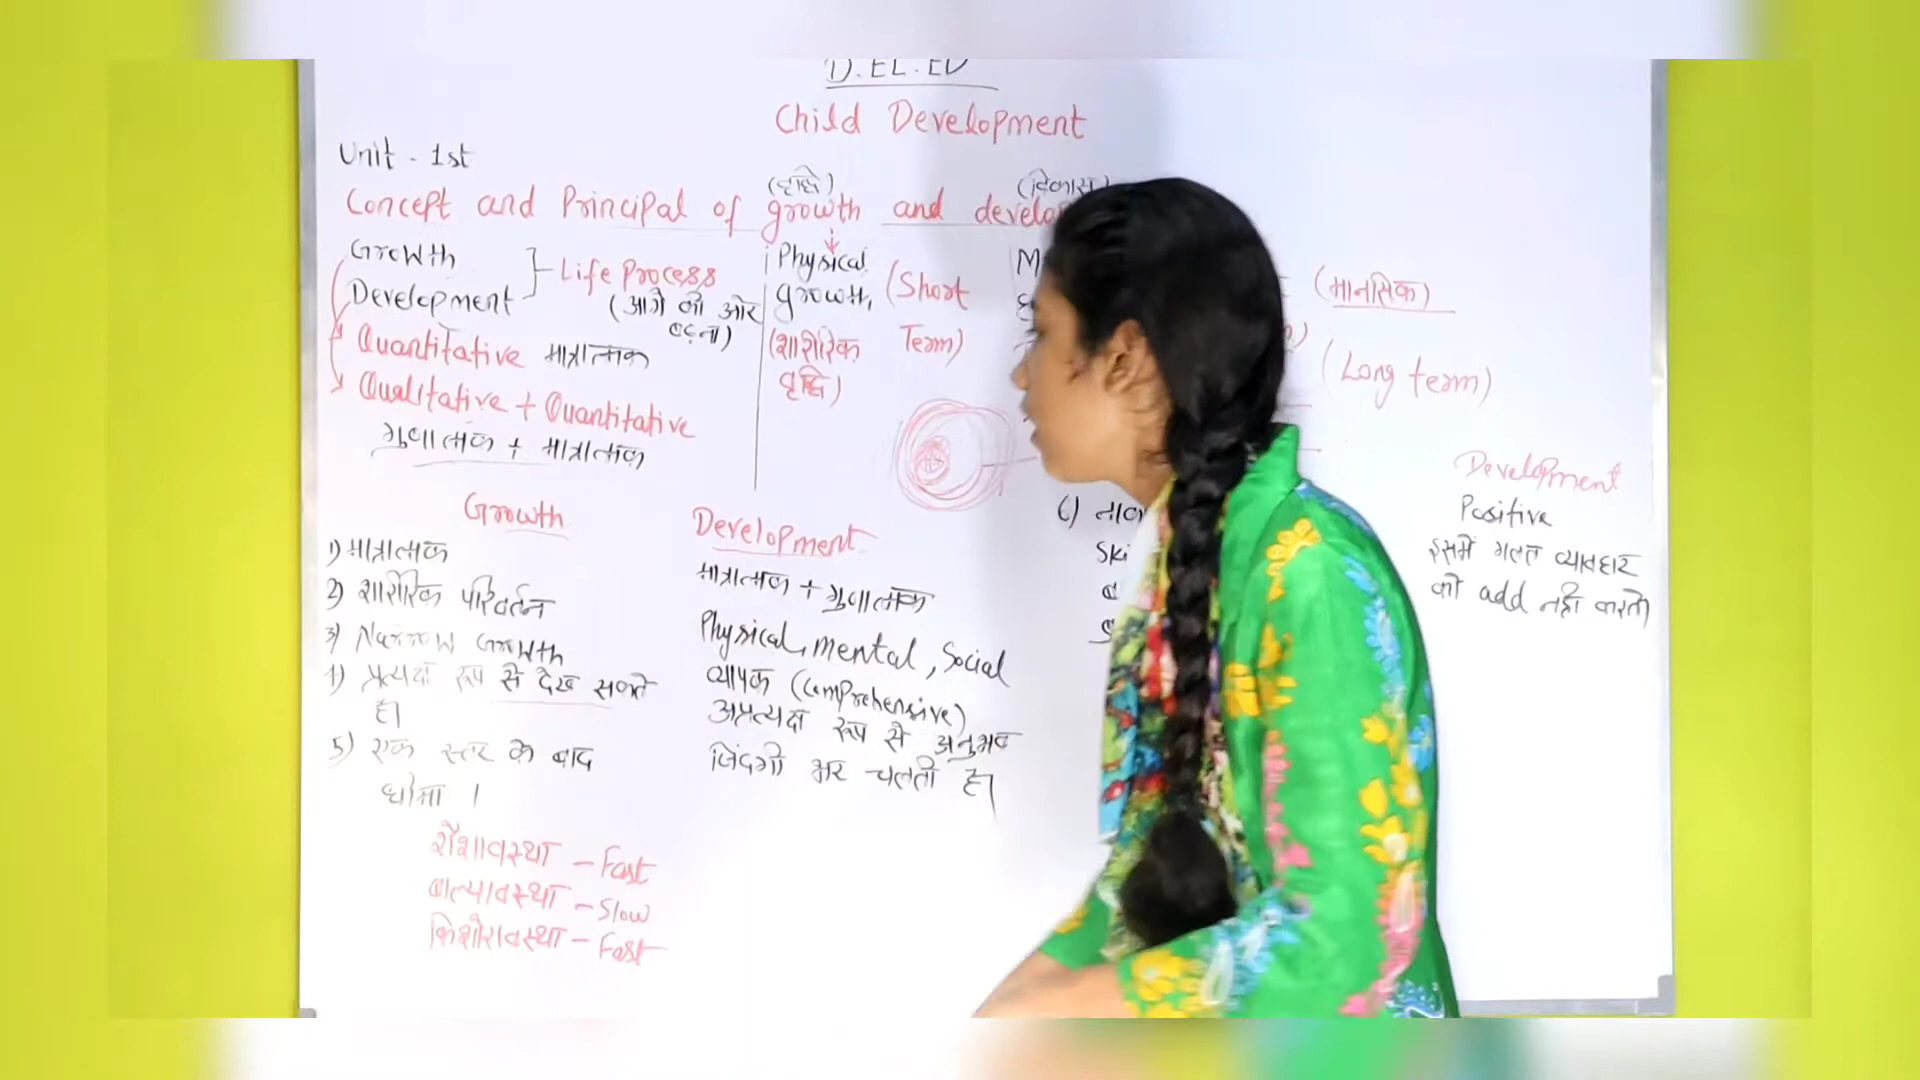 D.EL.ED
Child Development
Unit - 1st
(वृद्धि) (विकास)
Concept and Principal of growth and develo
Growth
Development
Life Process
(आगे की ओर
बढ़ना)
Quantitative मात्रात्मक
Qualitative + Quantitative
गुणात्मक + मात्रात्मक
Physical
growth,
(Short
Term)
(शारीरिक
वृद्धि)
(मानसिक)
(Long term)
Growth
1) मात्रात्मक
2) शारीरिक परिवर्तन
3) Narrow Growth
4) प्रत्यक्ष रूप से देख सकते
है।
5) एक स्तर के बाद
धीमा ।
शैशावस्था - Fast
बाल्यावस्था - Slow
किशोरावस्था - Fast
Development
मात्रात्मक + गुणात्मक
Physical, mental, Social
व्यापक (Comprehensive)
अप्रत्यक्ष रूप से अनुभव
जिंदगी भर चलती है।
Development
Positive
इसमें गलत व्यावहार
को add नहीं करते।